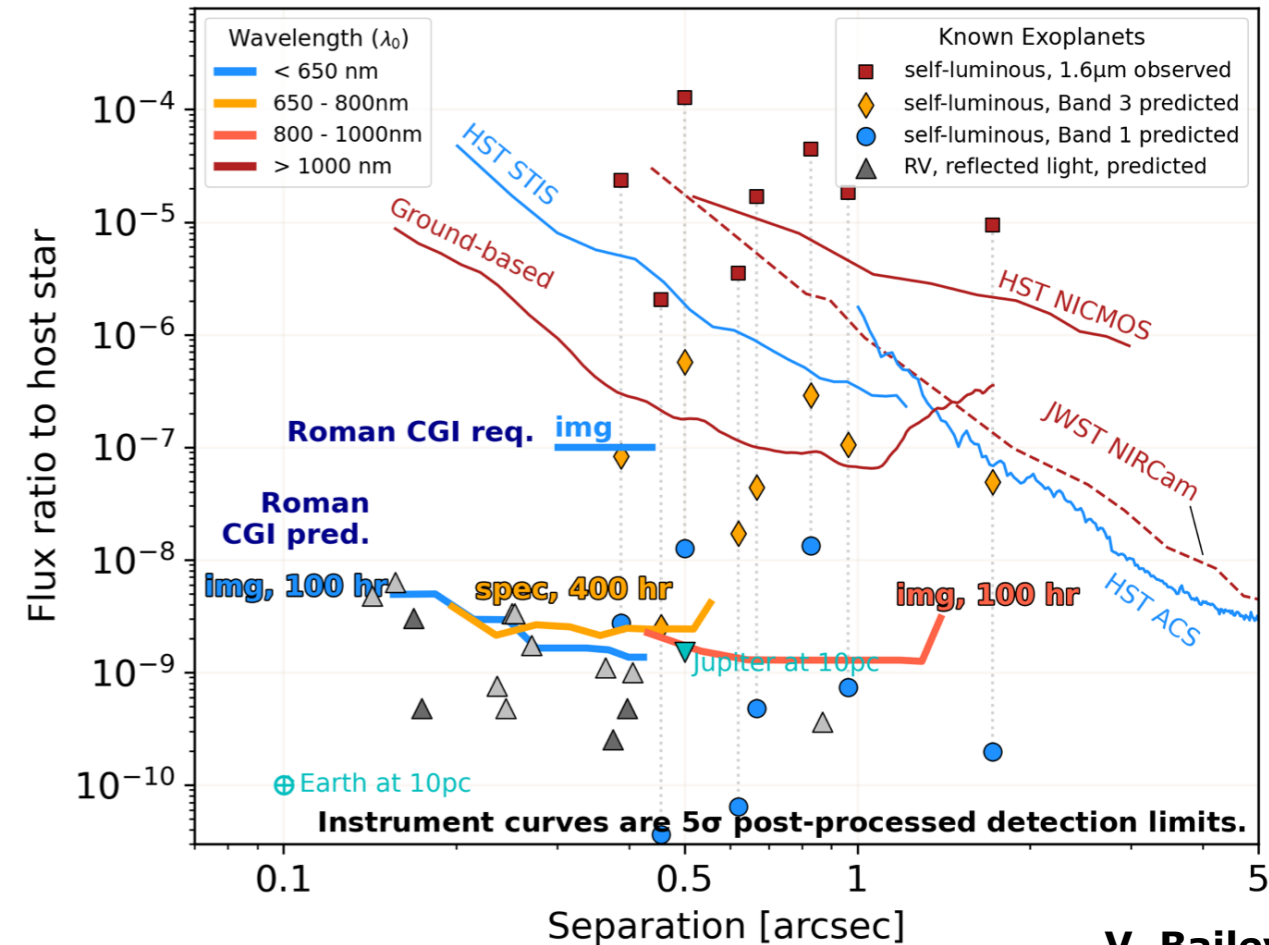 Wavelength (λ₀)
< 650 nm
650 - 800nm
800 - 1000nm
> 1000 nm
Known Exoplanets
self-luminous, 1.6μm observed
self-luminous, Band 3 predicted
self-luminous, Band 1 predicted
RV, reflected light, predicted
Flux ratio to host star
10⁻⁴
10⁻⁵
10⁻⁶
10⁻⁷
10⁻⁸
10⁻⁹
10⁻¹⁰
HST STIS
Ground-based
HST NICMOS
JWST NIRCam
HST ACS
Roman CGI req.
img
Roman
CGI pred.
img, 100 hr
spec, 400 hr
img, 100 hr
Jupiter at 10pc
Earth at 10pc
Instrument curves are 5σ post-processed detection limits.
0.1
0.5
1
5
Separation [arcsec]